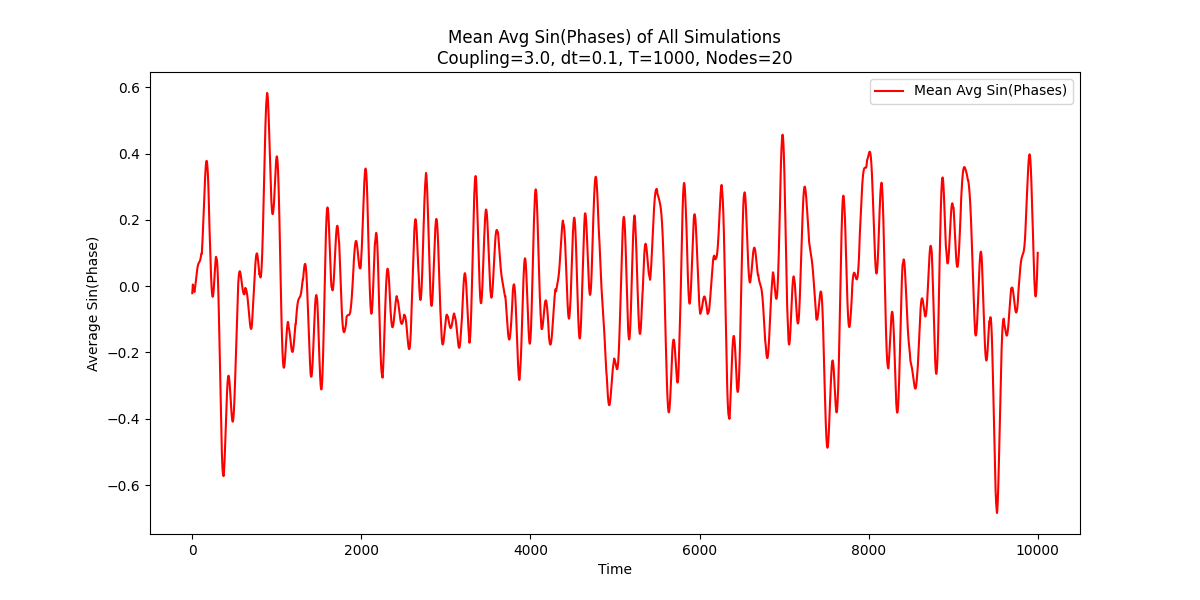 Mean Avg Sin(Phases) of All Simulations
Coupling=3.0, dt=0.1, T=1000, Nodes=20
Mean Avg Sin(Phases)
Average Sin(Phase)
0.6
0.4
0.2
0.0
−0.2
−0.4
−0.6
0
2000
4000
6000
8000
10000
Time